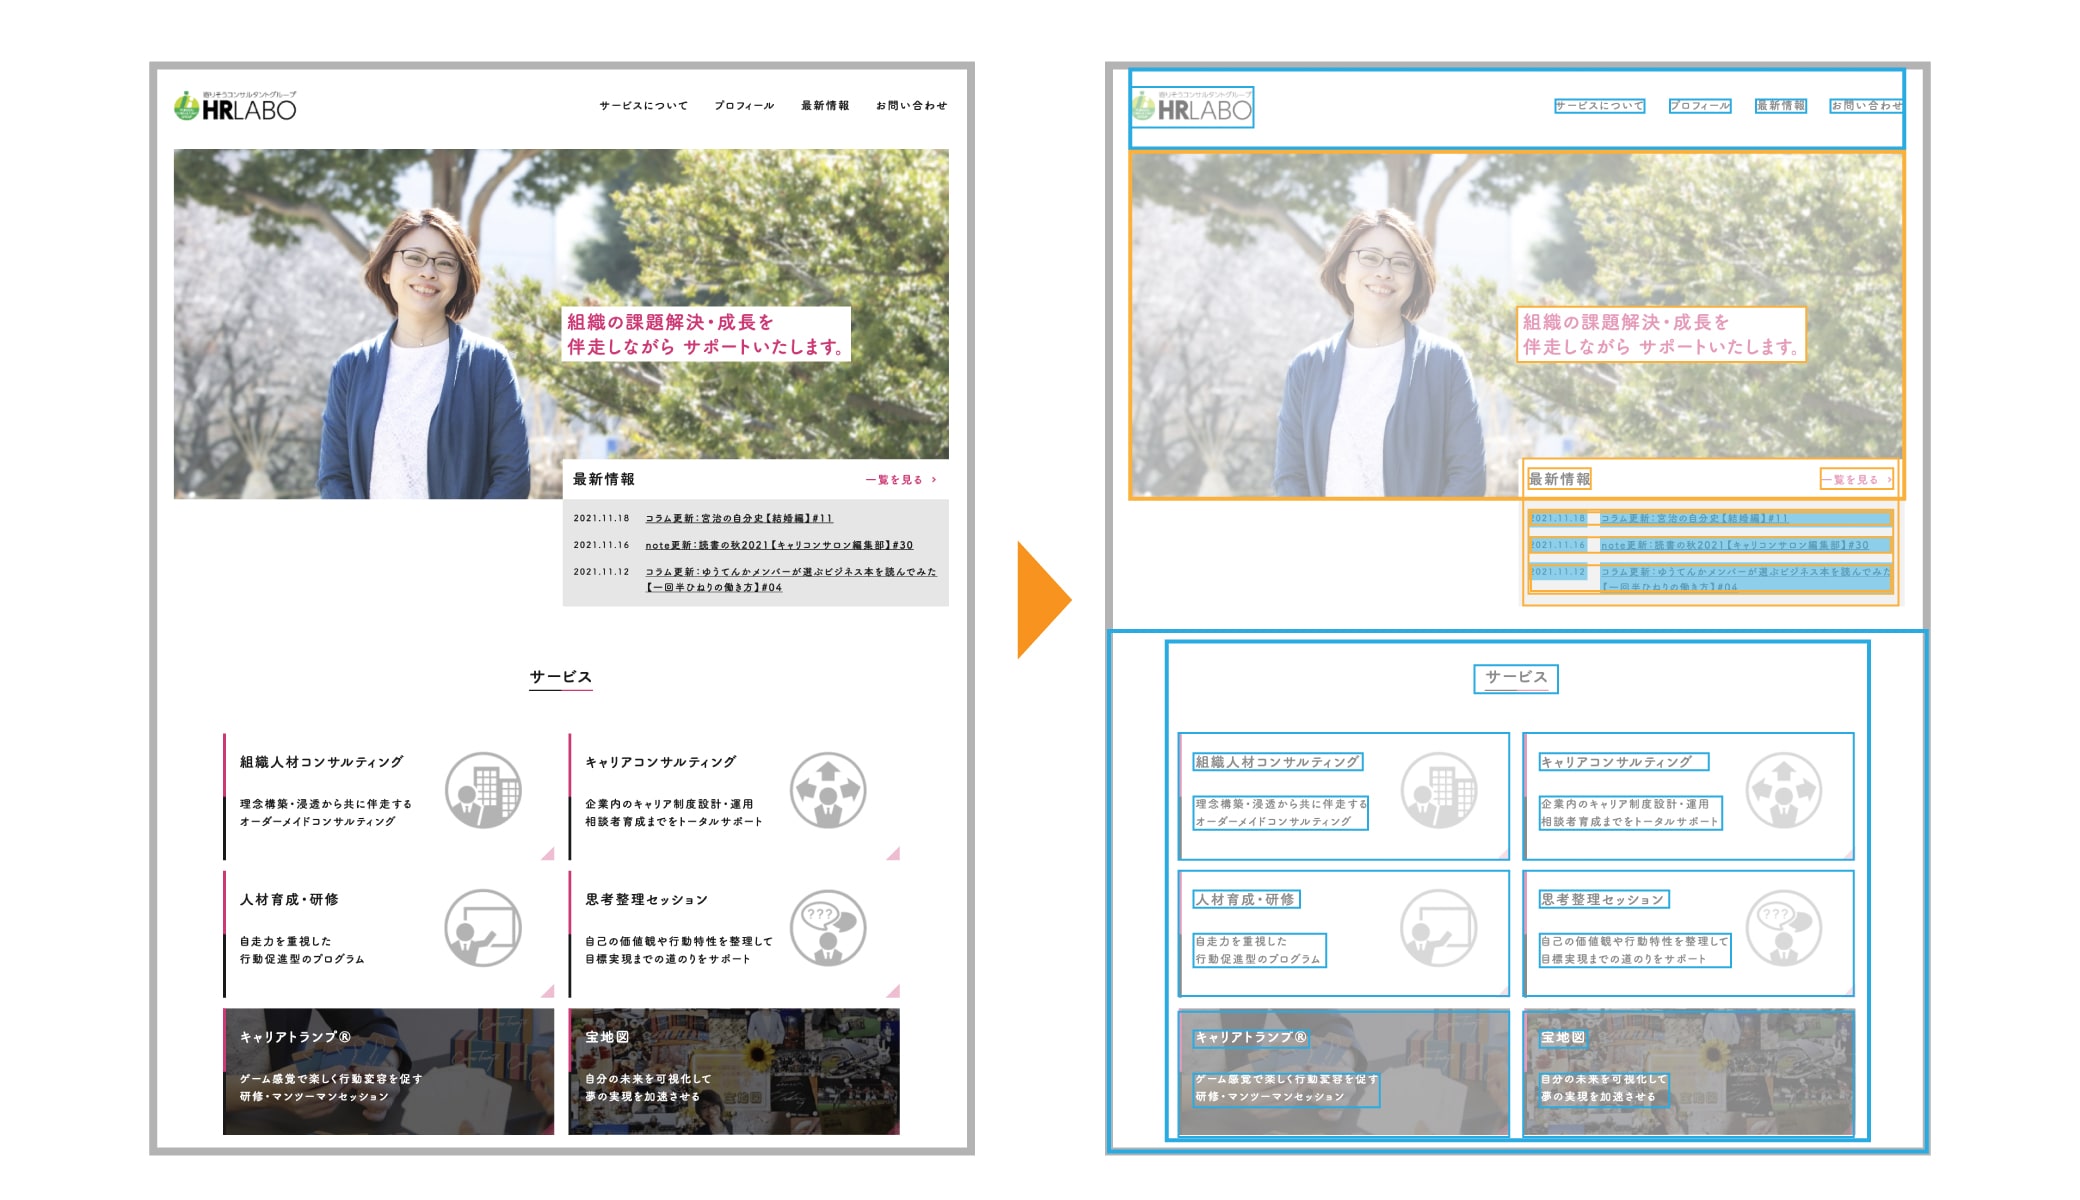 寄りそうコンサルタントグループ
HRLABO
サービスについて
プロフィール
最新情報
お問い合わせ
組織の課題解決・成長を
伴走しながら サポートいたします。
最新情報
一覧を見る ›
2021.11.18 コラム更新：宮治の自分史【結婚編】#11
2021.11.16 note更新：読書の秋2021【キャリコンサロン編集部】#30
2021.11.12 コラム更新：ゆうてんかメンバーが選ぶビジネス本を読んでみた
【一回半ひねりの働き方】#04
サービス
組織人材コンサルティング
理念構築・浸透から共に伴走する
オーダーメイドコンサルティング
キャリアコンサルティング
企業内のキャリア制度設計・運用
相談者育成までをトータルサポート
人材育成・研修
自走力を重視した
行動促進型のプログラム
思考整理セッション
自己の価値観や行動特性を整理して
目標実現までの道のりをサポート
???
キャリアトランプ®
ゲーム感覚で楽しく行動変容を促す
研修・マンツーマンセッション
宝地図
自分の未来を可視化して
夢の実現を加速させる
寄りそうコンサルタントグループ
HRLABO
サービスについて
プロフィール
最新情報
お問い合わせ
組織の課題解決・成長を
伴走しながら サポートいたします。
最新情報
一覧を見る ›
2021.11.18 コラム更新：宮治の自分史【結婚編】#11
2021.11.16 note更新：読書の秋2021【キャリコンサロン編集部】#30
2021.11.12 コラム更新：ゆうてんかメンバーが選ぶビジネス本を読んでみた
【一回半ひねりの働き方】#04
サービス
組織人材コンサルティング
理念構築・浸透から共に伴走する
オーダーメイドコンサルティング
キャリアコンサルティング
企業内のキャリア制度設計・運用
相談者育成までをトータルサポート
人材育成・研修
自走力を重視した
行動促進型のプログラム
思考整理セッション
自己の価値観や行動特性を整理して
目標実現までの道のりをサポート
???
キャリアトランプ®
ゲーム感覚で楽しく行動変容を促す
研修・マンツーマンセッション
宝地図
自分の未来を可視化して
夢の実現を加速させる